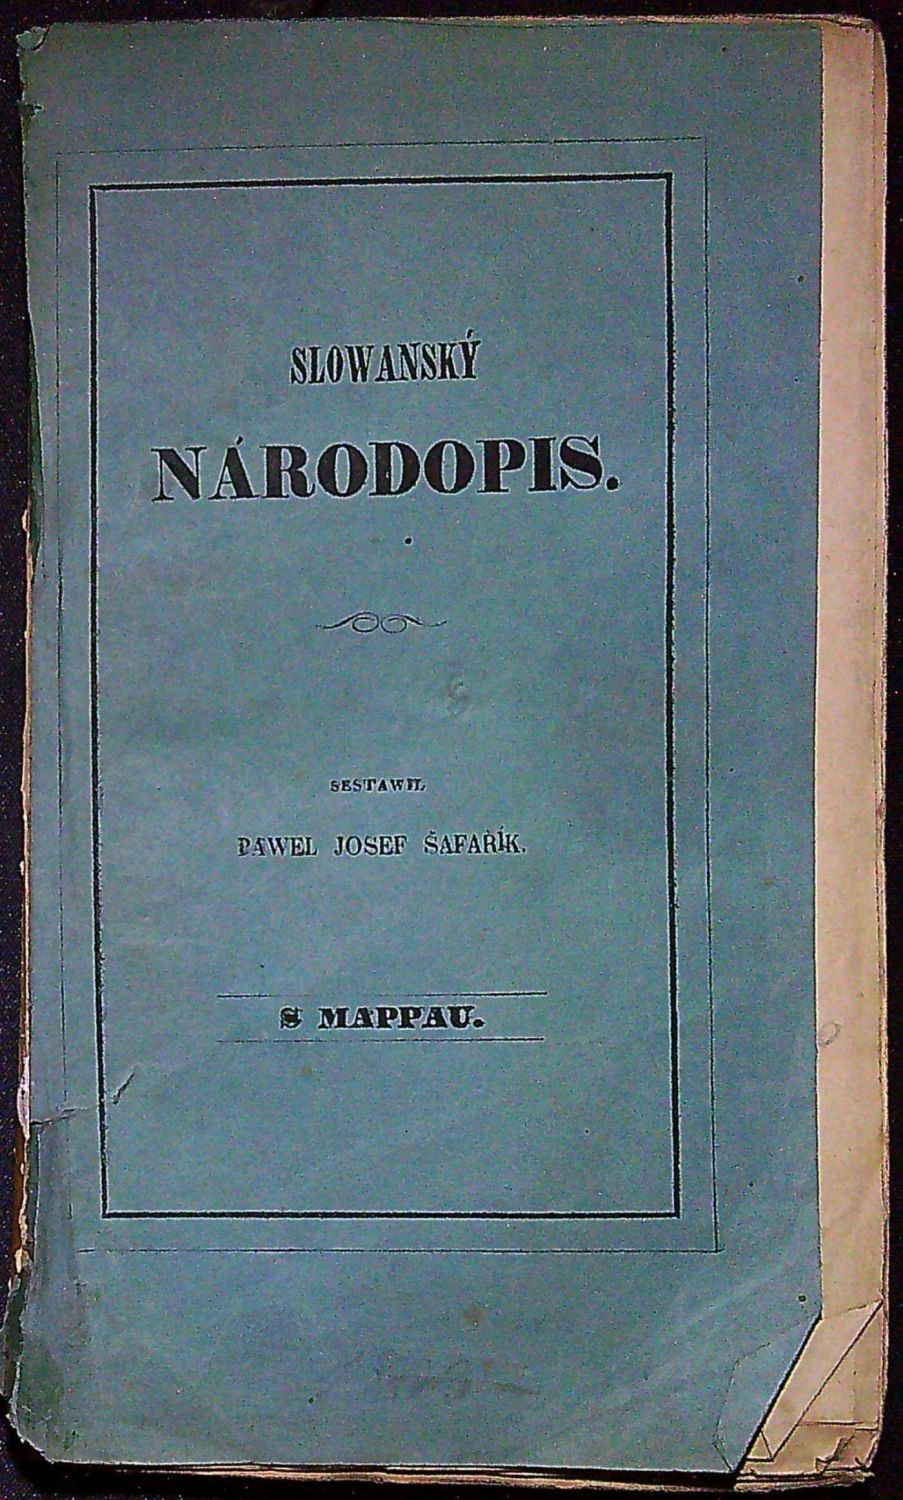 SLOWANSKÝ
NÁRODOPIS.
SESTAWIL
PAWEL JOSEF ŠAFAŘÍK.
S MAPPAU.